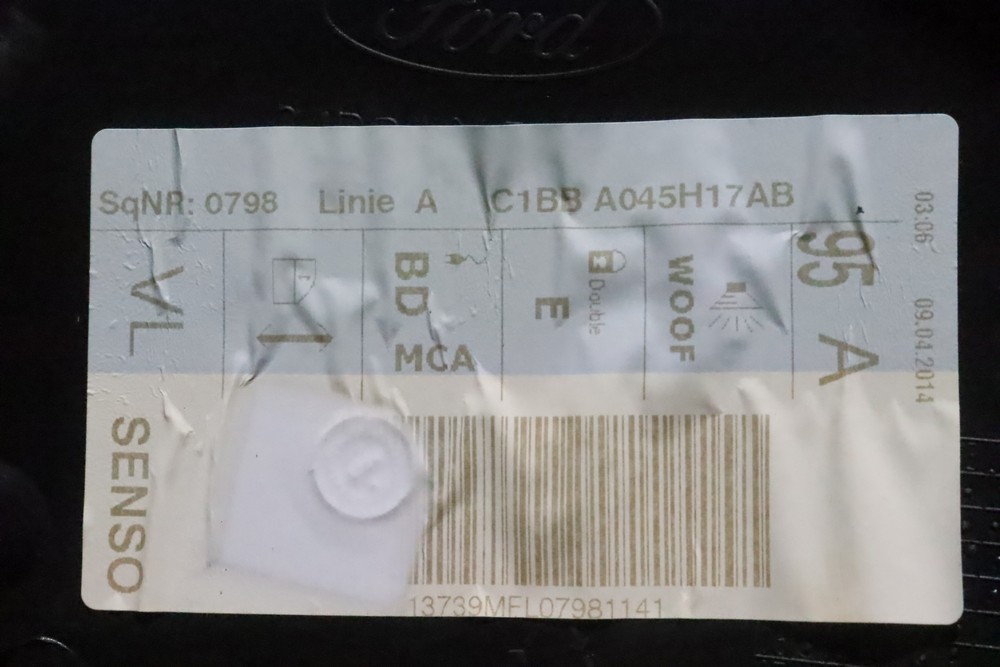 Ford
SqNR: 0798 Linie A C1BB A045H17AB
03:06 09.04.2014
VL
BD
MCA
E
Double
WOOF
95 A
SENSO
13739MFL07981141